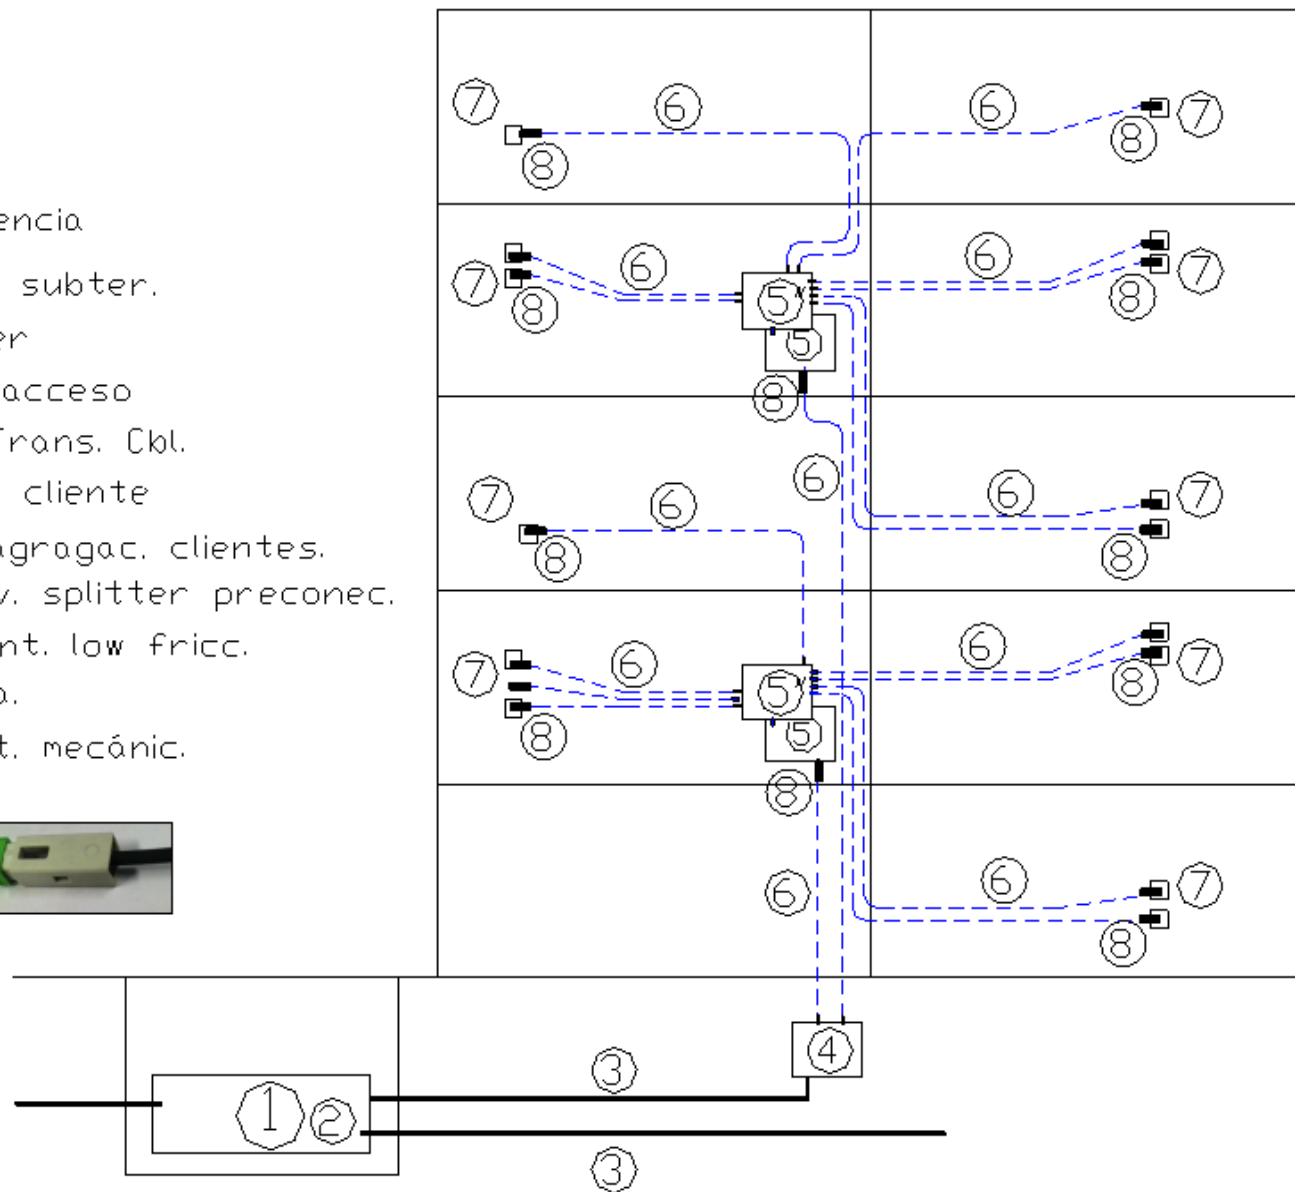 encia
subter.
er
acceso
Trans. Cbl.
cliente
agragac. clientes.
v. splitter preconec.
nt. low fricc.
a.
t. mecánic.
7 6 6 7
8 8
7 6 6 7
8 5 8
5
8
7 6 6 6 7
8 8
7 6 6 7
8 5 8
5
8
6 6 7
8
4
3
1 2
3